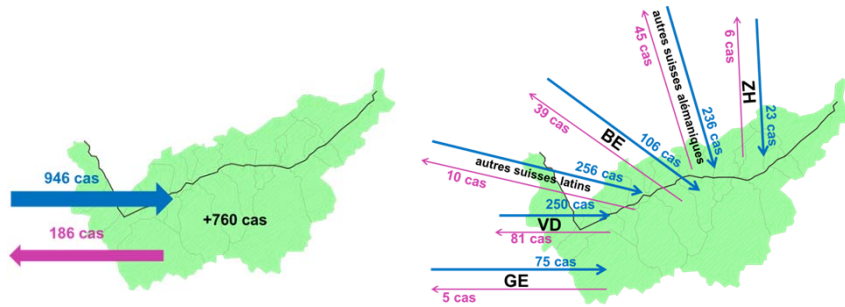 946 cas
+760 cas
186 cas
45 cas
autres suisses alémaniques
236 cas
6 cas
ZH
23 cas
39 cas
BE
106 cas
autres suisses latins
256 cas
10 cas
250 cas
VD
81 cas
75 cas
GE
5 cas